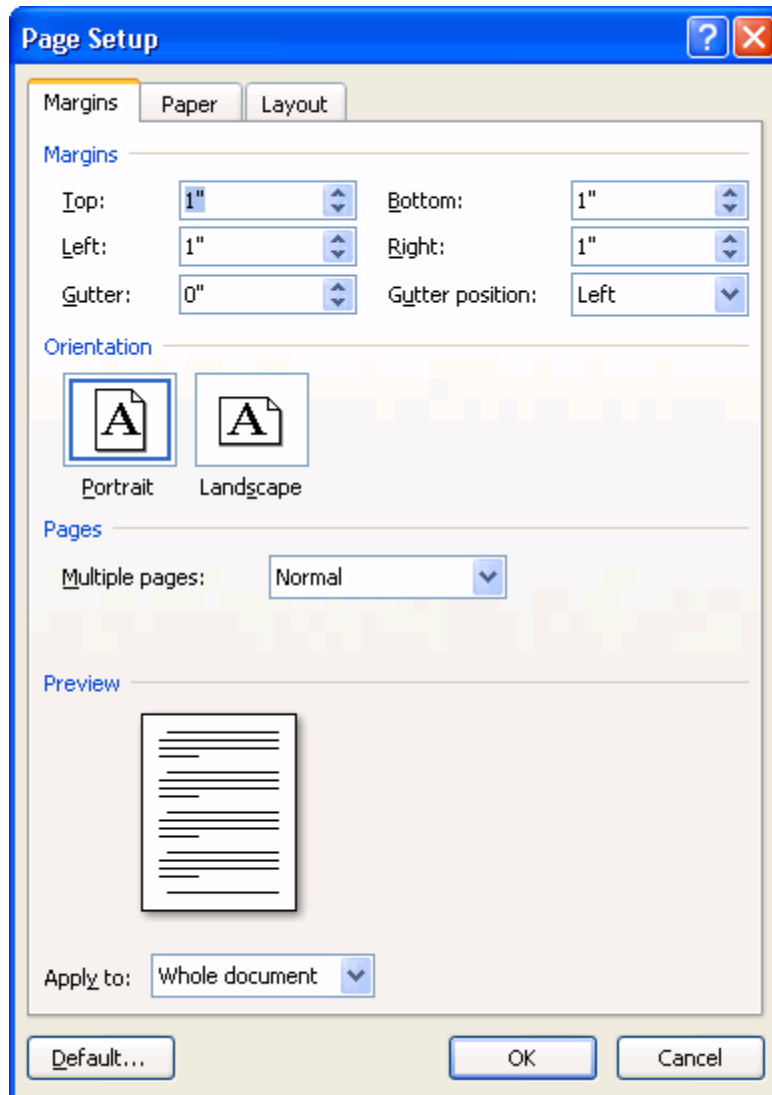 Page Setup
Margins Paper Layout
Margins
Top: 1" Bottom: 1"
Left: 1" Right: 1"
Gutter: 0" Gutter position: Left
Orientation
A A
Portrait Landscape
Pages
Multiple pages: Normal
Preview
Apply to: Whole document
Default... OK Cancel